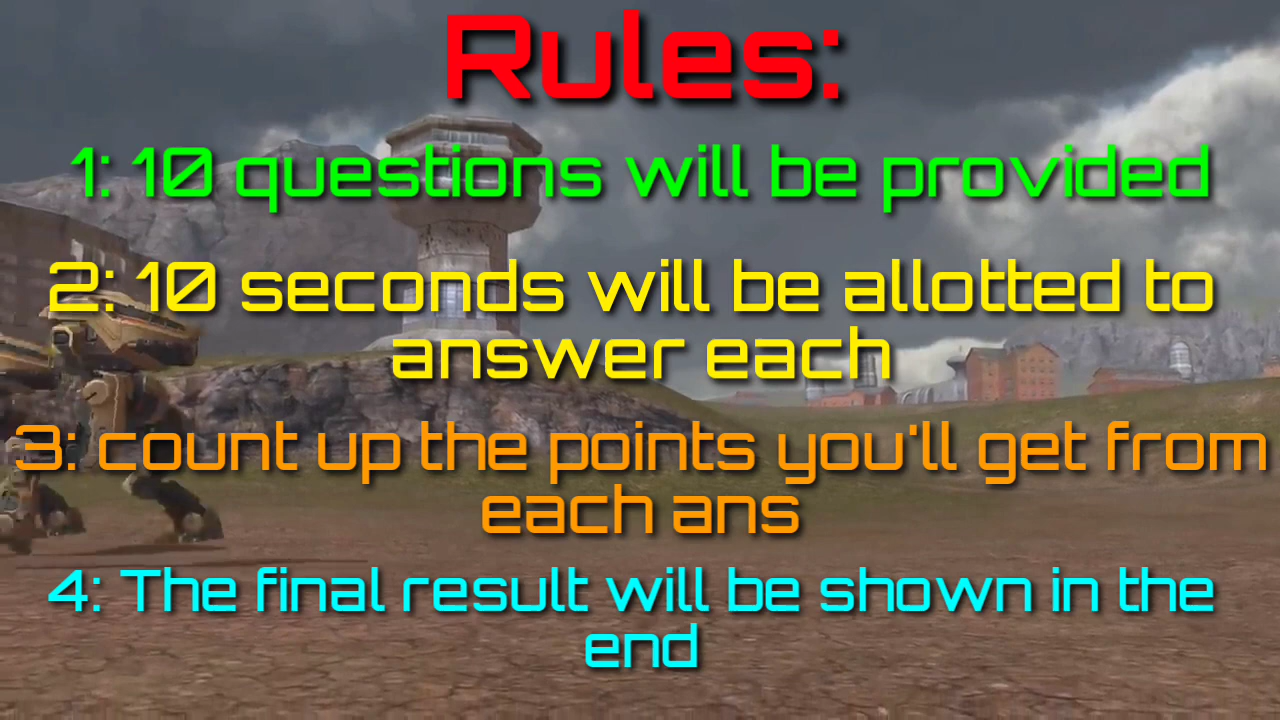 Rules:
1: 10 questions will be provided
2: 10 seconds will be allotted to
answer each
3: count up the points you'll get from
each ans
4: The final result will be shown in the
end